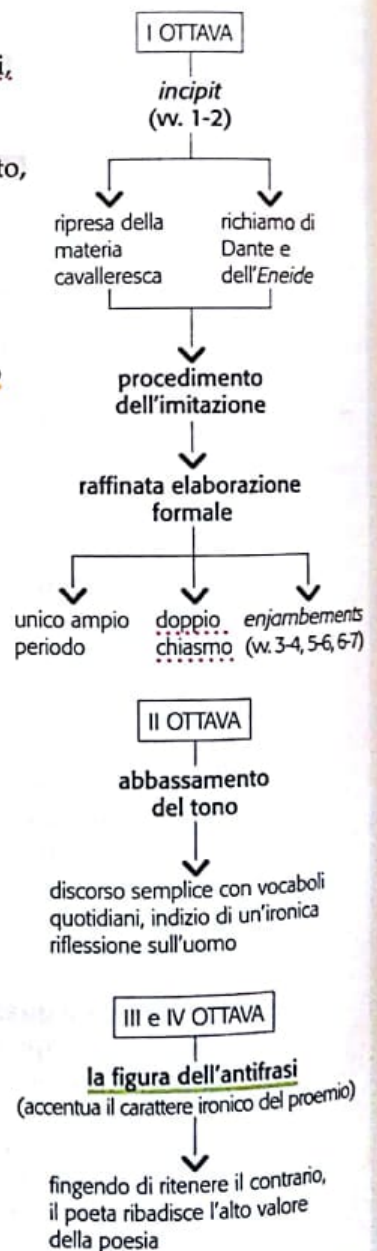 i,
to,
I OTTAVA
incipit
(vv. 1-2)
ripresa della
materia
cavalleresca
richiamo di
Dante e
dell'Eneide
procedimento
dell'imitazione
raffinata elaborazione
formale
unico ampio
periodo
doppio
chiasmo
enjambements
(vv. 3-4, 5-6, 6-7)
II OTTAVA
abbassamento
del tono
discorso semplice con vocaboli
quotidiani, indizio di un'ironica
riflessione sull'uomo
III e IV OTTAVA
la figura dell'antifrasi
(accentua il carattere ironico del proemio)
fingendo di ritenere il contrario,
il poeta ribadisce l'alto valore
della poesia